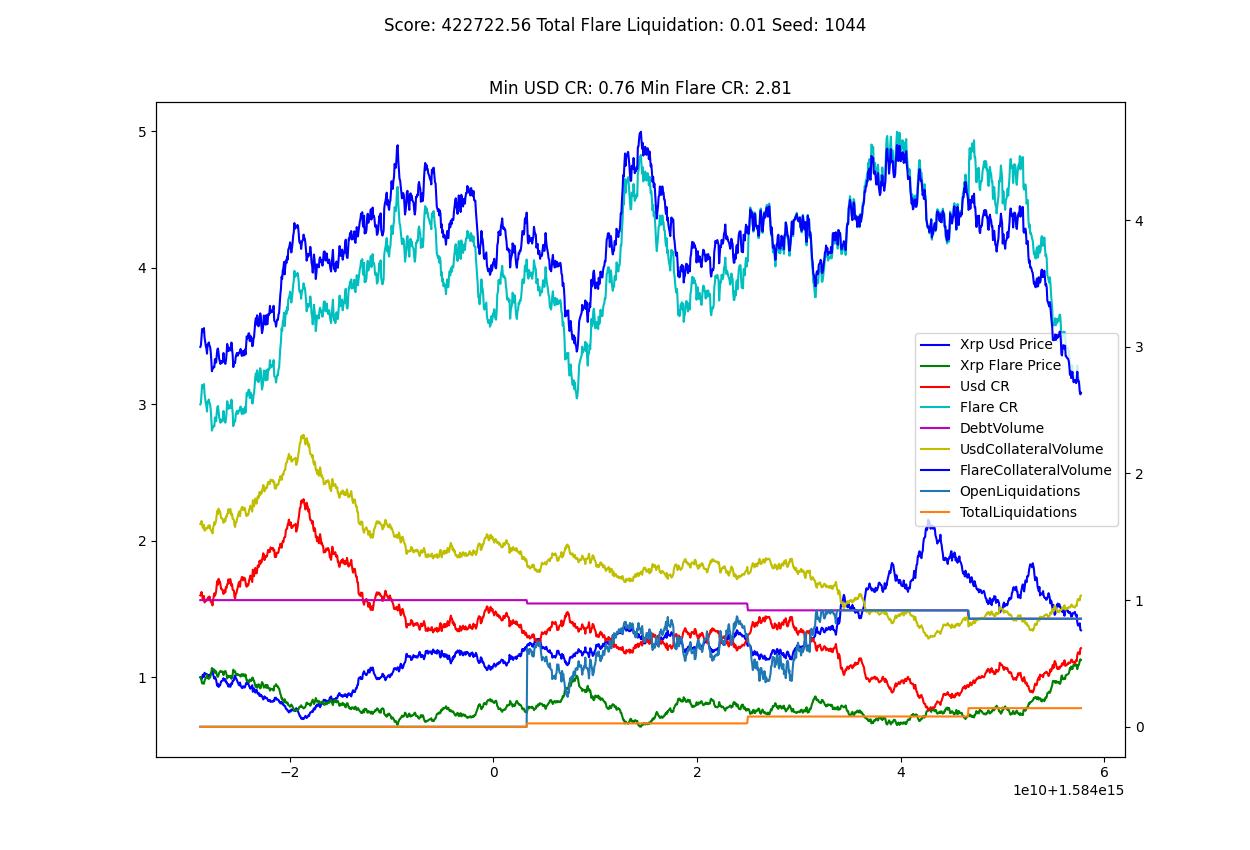 Score: 422722.56 Total Flare Liquidation: 0.01 Seed: 1044
Min USD CR: 0.76 Min Flare CR: 2.81
5
4
3
2
1
4
3
2
1
0
Xrp Usd Price
Xrp Flare Price
Usd CR
Flare CR
DebtVolume
UsdCollateralVolume
FlareCollateralVolume
OpenLiquidations
TotalLiquidations
−2 0 2 4 6
1e10+1.584e15